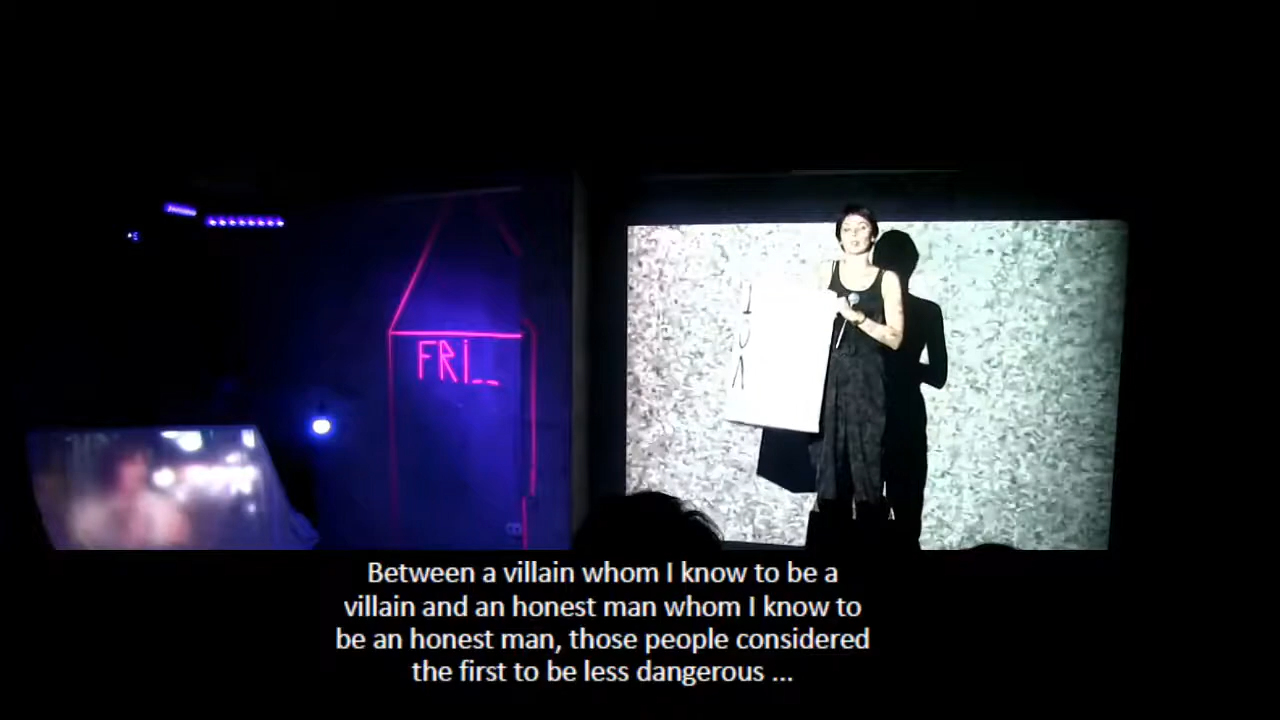 FRI__
Between a villain whom I know to be a
villain and an honest man whom I know to
be an honest man, those people considered
the first to be less dangerous ...